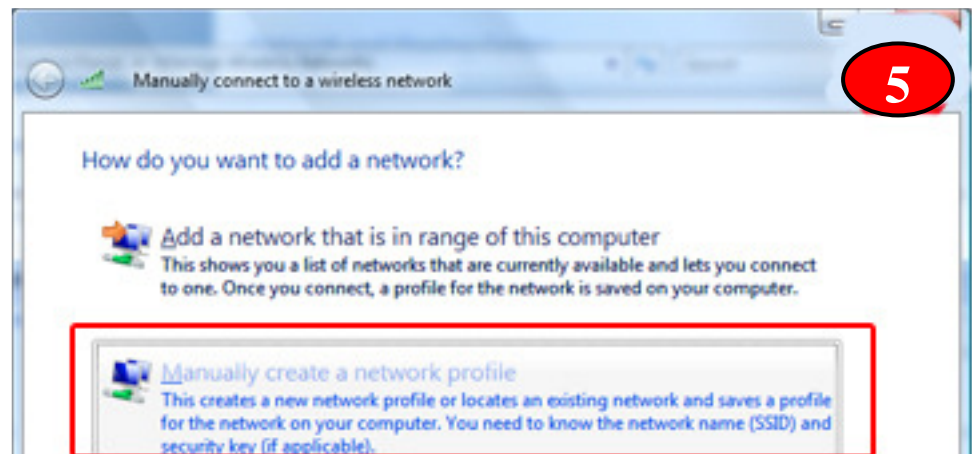 Manually connect to a wireless network
5
How do you want to add a network?
Add a network that is in range of this computer
This shows you a list of networks that are currently available and lets you connect
to one. Once you connect, a profile for the network is saved on your computer.
Manually create a network profile
This creates a new network profile or locates an existing network and saves a profile
for the network on your computer. You need to know the network name (SSID) and
security key (if applicable).